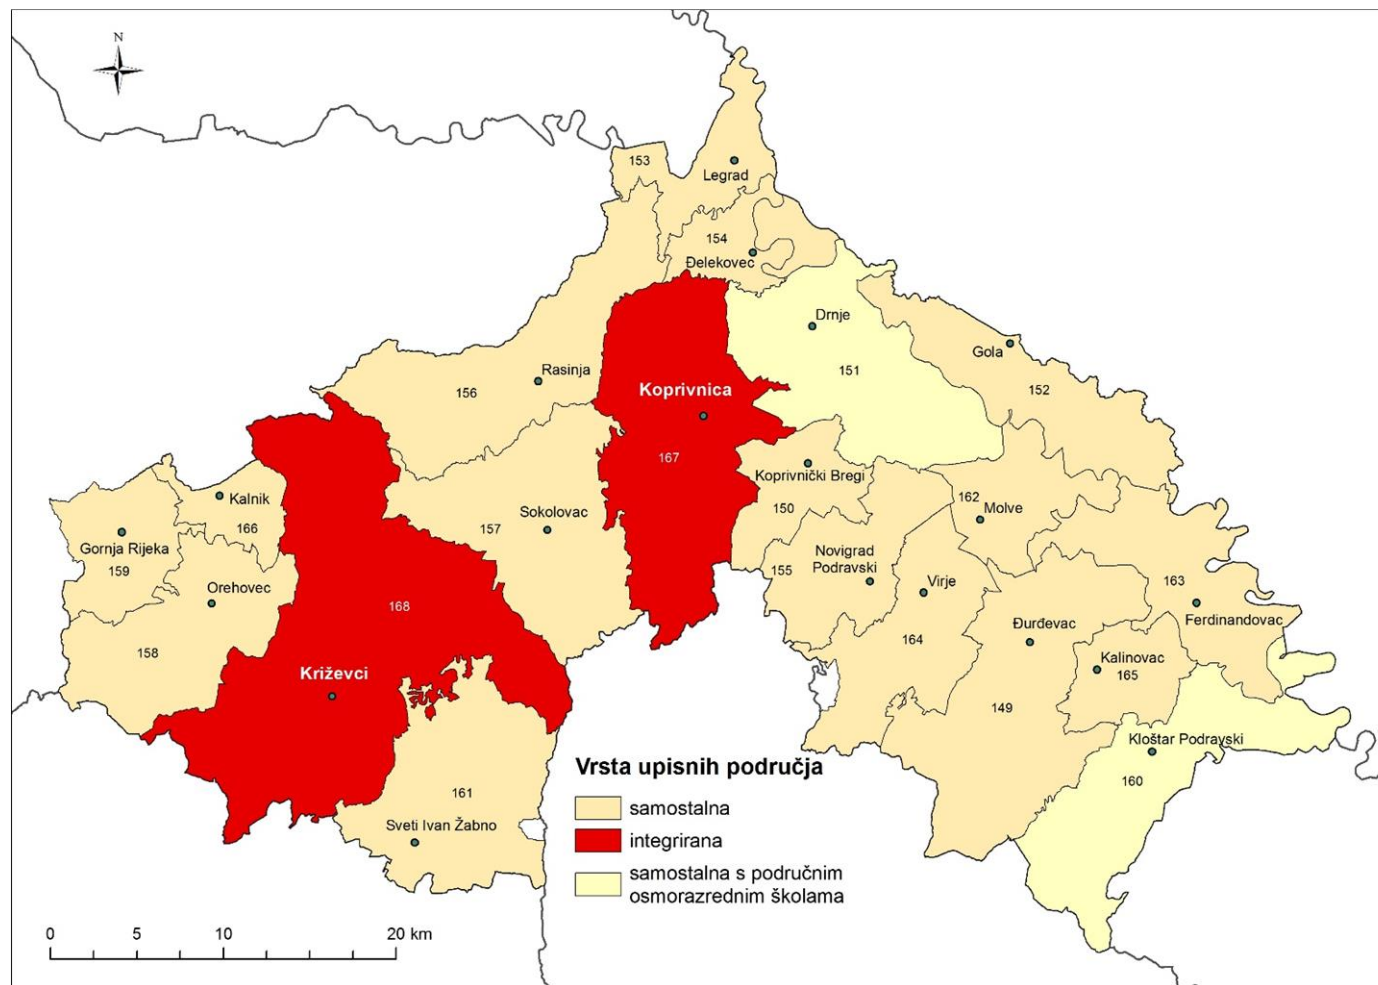 N
153
Legrad
154
Đelekovec
Drnje
Gola
151
152
Rasinja
156
Koprivnica
167
Koprivnički Bregi
150
162
Molve
Kalnik
166
Gornja Rijeka
159
Sokolovac
157
Novigrad
Podravski
155
Virje
163
Ferdinandovac
Orehovec
158
168
164
Đurđevac
Kalinovac
165
Križevci
149
Kloštar Podravski
160
161
Sveti Ivan Žabno
Vrsta upisnih područja
samostalna
integrirana
samostalna s područnim
osmorazrednim školama
0 5 10 20 km